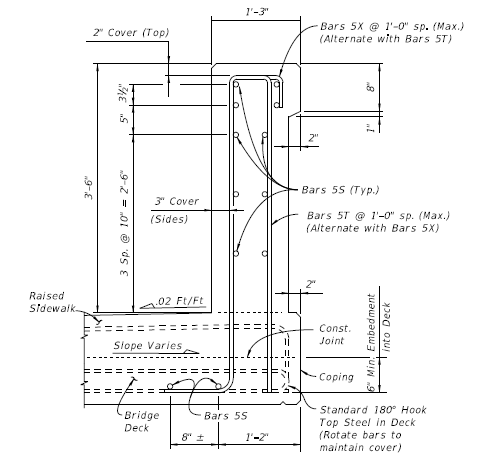 1'-3"
2" Cover (Top)
Bars 5X @ 1'-0" sp. (Max.)
(Alternate with Bars 5T)
3½"
8"
5"
1"
2"
3'-6"
3 Sp. @ 10" = 2'-6"
3" Cover
(Sides)
Bars 5S (Typ.)
Bars 5T @ 1'-0" sp. (Max.)
(Alternate with Bars 5X)
2"
Raised
Sidewalk
.02 Ft/Ft
Slope Varies
Const.
Joint
6" Min. Embedment
into Deck
Coping
Bridge
Deck
Bars 5S
Standard 180° Hook
Top Steel in Deck
(Rotate bars to
maintain cover)
8" ±
1'-2"